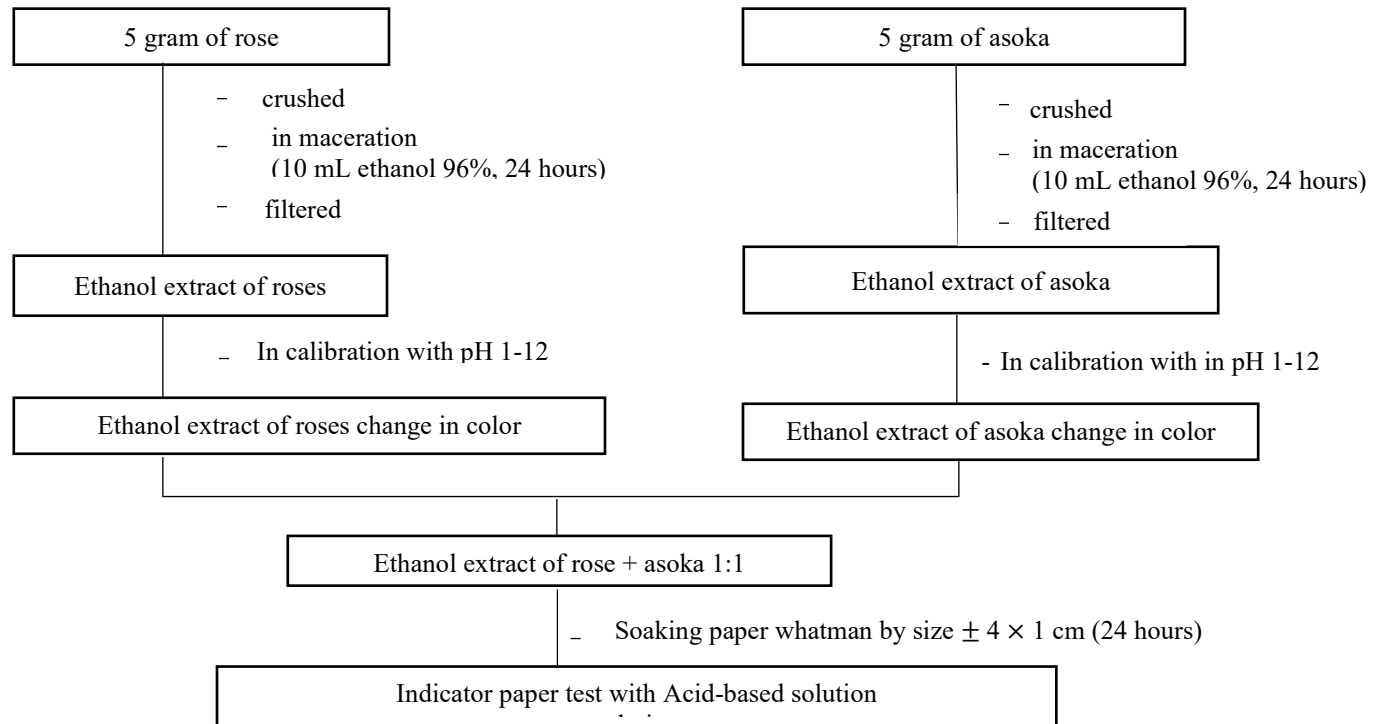 5 gram of rose
– crushed
– in maceration
(10 mL ethanol 96%, 24 hours)
– filtered
Ethanol extract of roses
– In calibration with pH 1-12
Ethanol extract of roses change in color
5 gram of asoka
– crushed
– in maceration
(10 mL ethanol 96%, 24 hours)
– filtered
Ethanol extract of asoka
- In calibration with in pH 1-12
Ethanol extract of asoka change in color
Ethanol extract of rose + asoka 1:1
– Soaking paper whatman by size ± 4 × 1 cm (24 hours)
Indicator paper test with Acid-based solution